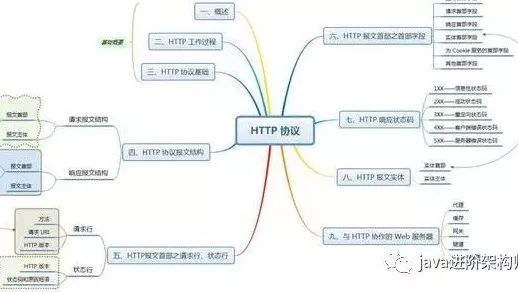 HTTP 协议
一、概述
二、HTTP 工作过程
三、HTTP 协议基础
基础概要
四、HTTP 协议报文结构
请求报文结构
报文首部
报文主体
响应报文结构
报文首部
报文主体
五、HTTP报文首部之请求行、状态行
请求行
方法
请求 URI
HTTP 版本
状态行
HTTP 版本
状态码和原因短语
六、HTTP 报文首部之首部字段
请求首部字段
响应首部字段
实体首部字段
为 Cookie 服务的首部字段
其他首部字段
七、HTTP 响应状态码
1XX——信息性状态码
2XX——成功状态码
3XX——重定向状态码
4XX——客户端错误状态码
5XX——服务器错误状态码
八、HTTP 报文实体
实体首部
实体主体
九、与 HTTP 协作的 Web 服务器
代理
缓存
网关
隧道
java进阶架构师